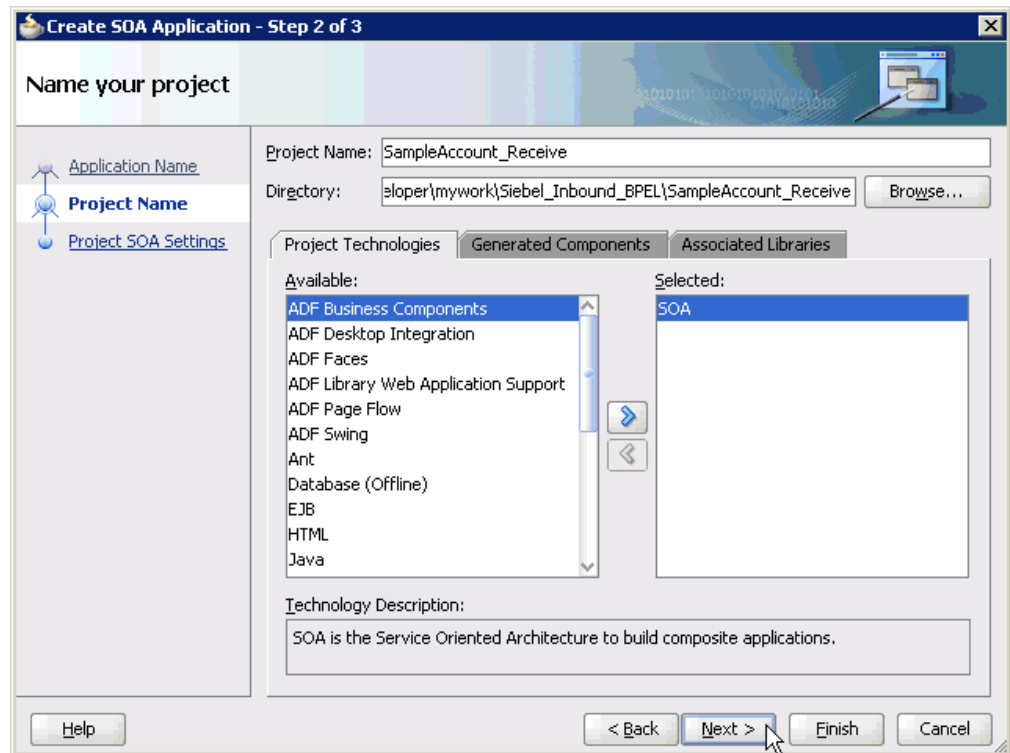 Create SOA Application - Step 2 of 3
Name your project
Application Name
Project Name
Project SOA Settings
Project Name: SampleAccount_Receive
Directory: eloper\mywork\Siebel_Inbound_BPEL\SampleAccount_Receive Browse...
Project Technologies Generated Components Associated Libraries
Available:
ADF Business Components
ADF Desktop Integration
ADF Faces
ADF Library Web Application Support
ADF Page Flow
ADF Swing
Ant
Database (Offline)
EJB
HTML
Java
Selected:
SOA
Technology Description:
SOA is the Service Oriented Architecture to build composite applications.
Help < Back Next > Finish Cancel